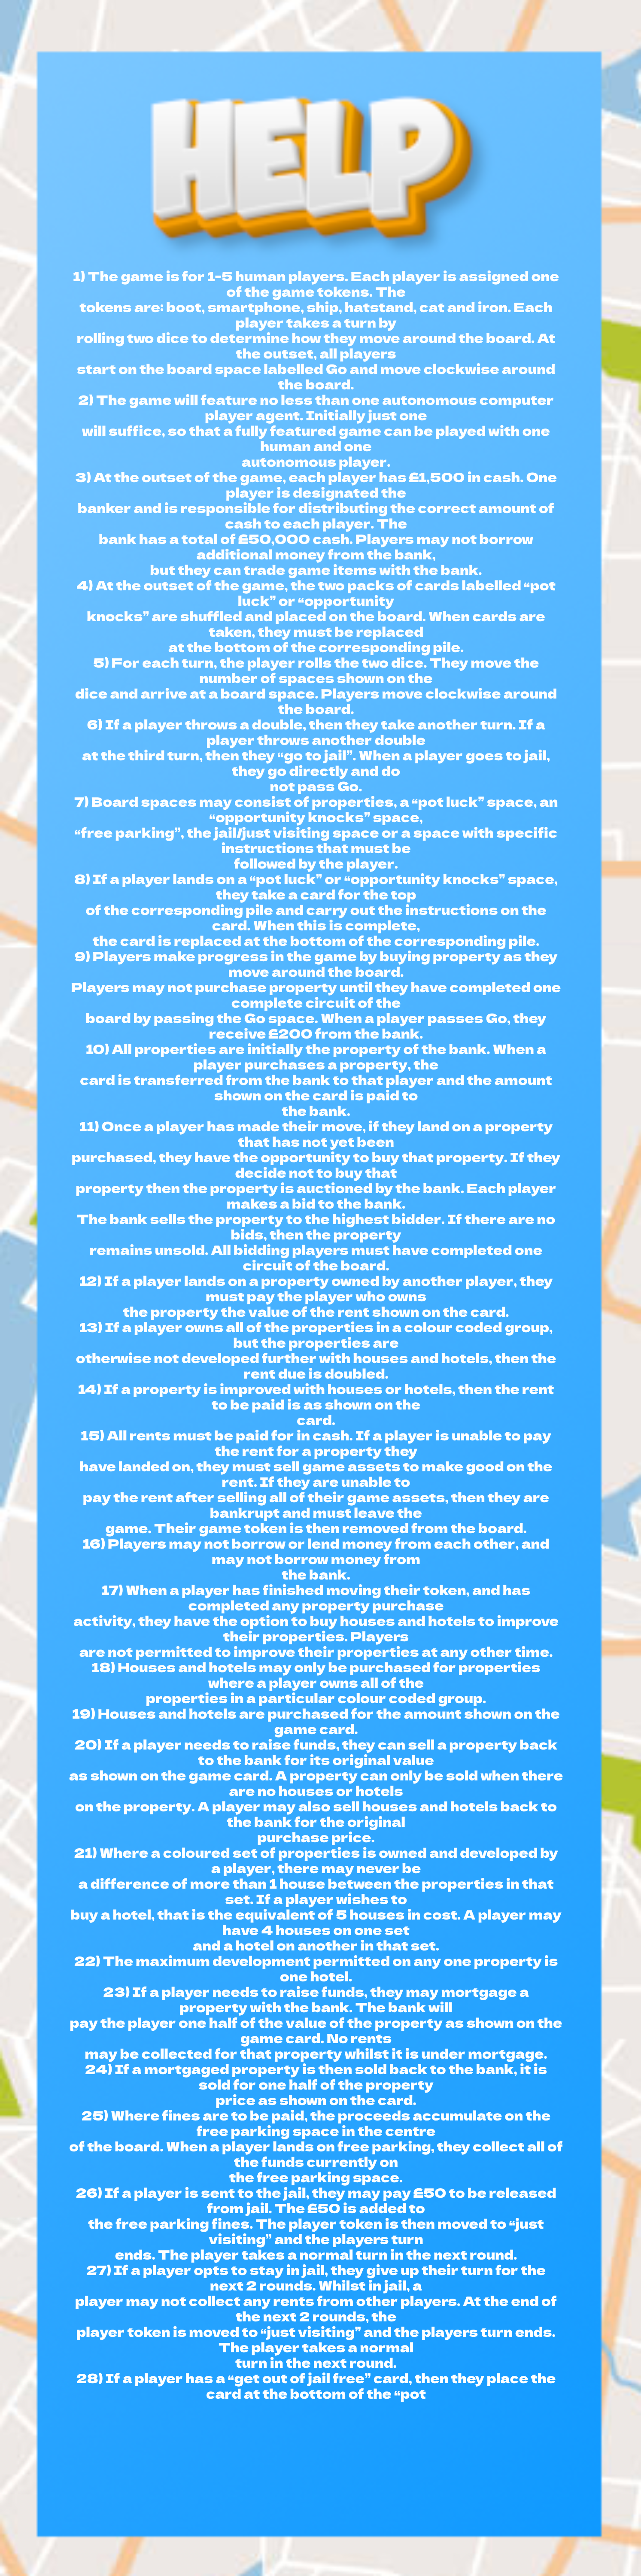 HELP
1) The game is for 1-5 human players. Each player is assigned one
of the game tokens. The
tokens are: boot, smartphone, ship, hatstand, cat and iron. Each
player takes a turn by
rolling two dice to determine how they move around the board. At
the outset, all players
start on the board space labelled Go and move clockwise around
the board.
2) The game will feature no less than one autonomous computer
player agent. Initially just one
will suffice, so that a fully featured game can be played with one
human and one
autonomous player.
3) At the outset of the game, each player has £1,500 in cash. One
player is designated the
banker and is responsible for distributing the correct amount of
cash to each player. The
bank has a total of £50,000 cash. Players may not borrow
additional money from the bank,
but they can trade game items with the bank.
4) At the outset of the game, the two packs of cards labelled “pot
luck” or “opportunity
knocks” are shuffled and placed on the board. When cards are
taken, they must be replaced
at the bottom of the corresponding pile.
5) For each turn, the player rolls the two dice. They move the
number of spaces shown on the
dice and arrive at a board space. Players move clockwise around
the board.
6) If a player throws a double, then they take another turn. If a
player throws another double
at the third turn, then they “go to jail”. When a player goes to jail,
they go directly and do
not pass Go.
7) Board spaces may consist of properties, a “pot luck” space, an
“opportunity knocks” space,
“free parking”, the jail/just visiting space or a space with specific
instructions that must be
followed by the player.
8) If a player lands on a “pot luck” or “opportunity knocks” space,
they take a card for the top
of the corresponding pile and carry out the instructions on the
card. When this is complete,
the card is replaced at the bottom of the corresponding pile.
9) Players make progress in the game by buying property as they
move around the board.
Players may not purchase property until they have completed one
complete circuit of the
board by passing the Go space. When a player passes Go, they
receive £200 from the bank.
10) All properties are initially the property of the bank. When a
player purchases a property, the
card is transferred from the bank to that player and the amount
shown on the card is paid to
the bank.
11) Once a player has made their move, if they land on a property
that has not yet been
purchased, they have the opportunity to buy that property. If they
decide not to buy that
property then the property is auctioned by the bank. Each player
makes a bid to the bank.
The bank sells the property to the highest bidder. If there are no
bids, then the property
remains unsold. All bidding players must have completed one
circuit of the board.
12) If a player lands on a property owned by another player, they
must pay the player who owns
the property the value of the rent shown on the card.
13) If a player owns all of the properties in a colour coded group,
but the properties are
otherwise not developed further with houses and hotels, then the
rent due is doubled.
14) If a property is improved with houses or hotels, then the rent
to be paid is as shown on the
card.
15) All rents must be paid for in cash. If a player is unable to pay
the rent for a property they
have landed on, they must sell game assets to make good on the
rent. If they are unable to
pay the rent after selling all of their game assets, then they are
bankrupt and must leave the
game. Their game token is then removed from the board.
16) Players may not borrow or lend money from each other, and
may not borrow money from
the bank.
17) When a player has finished moving their token, and has
completed any property purchase
activity, they have the option to buy houses and hotels to improve
their properties. Players
are not permitted to improve their properties at any other time.
18) Houses and hotels may only be purchased for properties
where a player owns all of the
properties in a particular colour coded group.
19) Houses and hotels are purchased for the amount shown on the
game card.
20) If a player needs to raise funds, they can sell a property back
to the bank for its original value
as shown on the game card. A property can only be sold when there
are no houses or hotels
on the property. A player may also sell houses and hotels back to
the bank for the original
purchase price.
21) Where a coloured set of properties is owned and developed by
a player, there may never be
a difference of more than 1 house between the properties in that
set. If a player wishes to
buy a hotel, that is the equivalent of 5 houses in cost. A player may
have 4 houses on one set
and a hotel on another in that set.
22) The maximum development permitted on any one property is
one hotel.
23) If a player needs to raise funds, they may mortgage a
property with the bank. The bank will
pay the player one half of the value of the property as shown on the
game card. No rents
may be collected for that property whilst it is under mortgage.
24) If a mortgaged property is then sold back to the bank, it is
sold for one half of the property
price as shown on the card.
25) Where fines are to be paid, the proceeds accumulate on the
free parking space in the centre
of the board. When a player lands on free parking, they collect all of
the funds currently on
the free parking space.
26) If a player is sent to the jail, they may pay £50 to be released
from jail. The £50 is added to
the free parking fines. The player token is then moved to “just
visiting” and the players turn
ends. The player takes a normal turn in the next round.
27) If a player opts to stay in jail, they give up their turn for the
next 2 rounds. Whilst in jail, a
player may not collect any rents from other players. At the end of
the next 2 rounds, the
player token is moved to “just visiting” and the players turn ends.
The player takes a normal
turn in the next round.
28) If a player has a “get out of jail free” card, then they place the
card at the bottom of the “pot